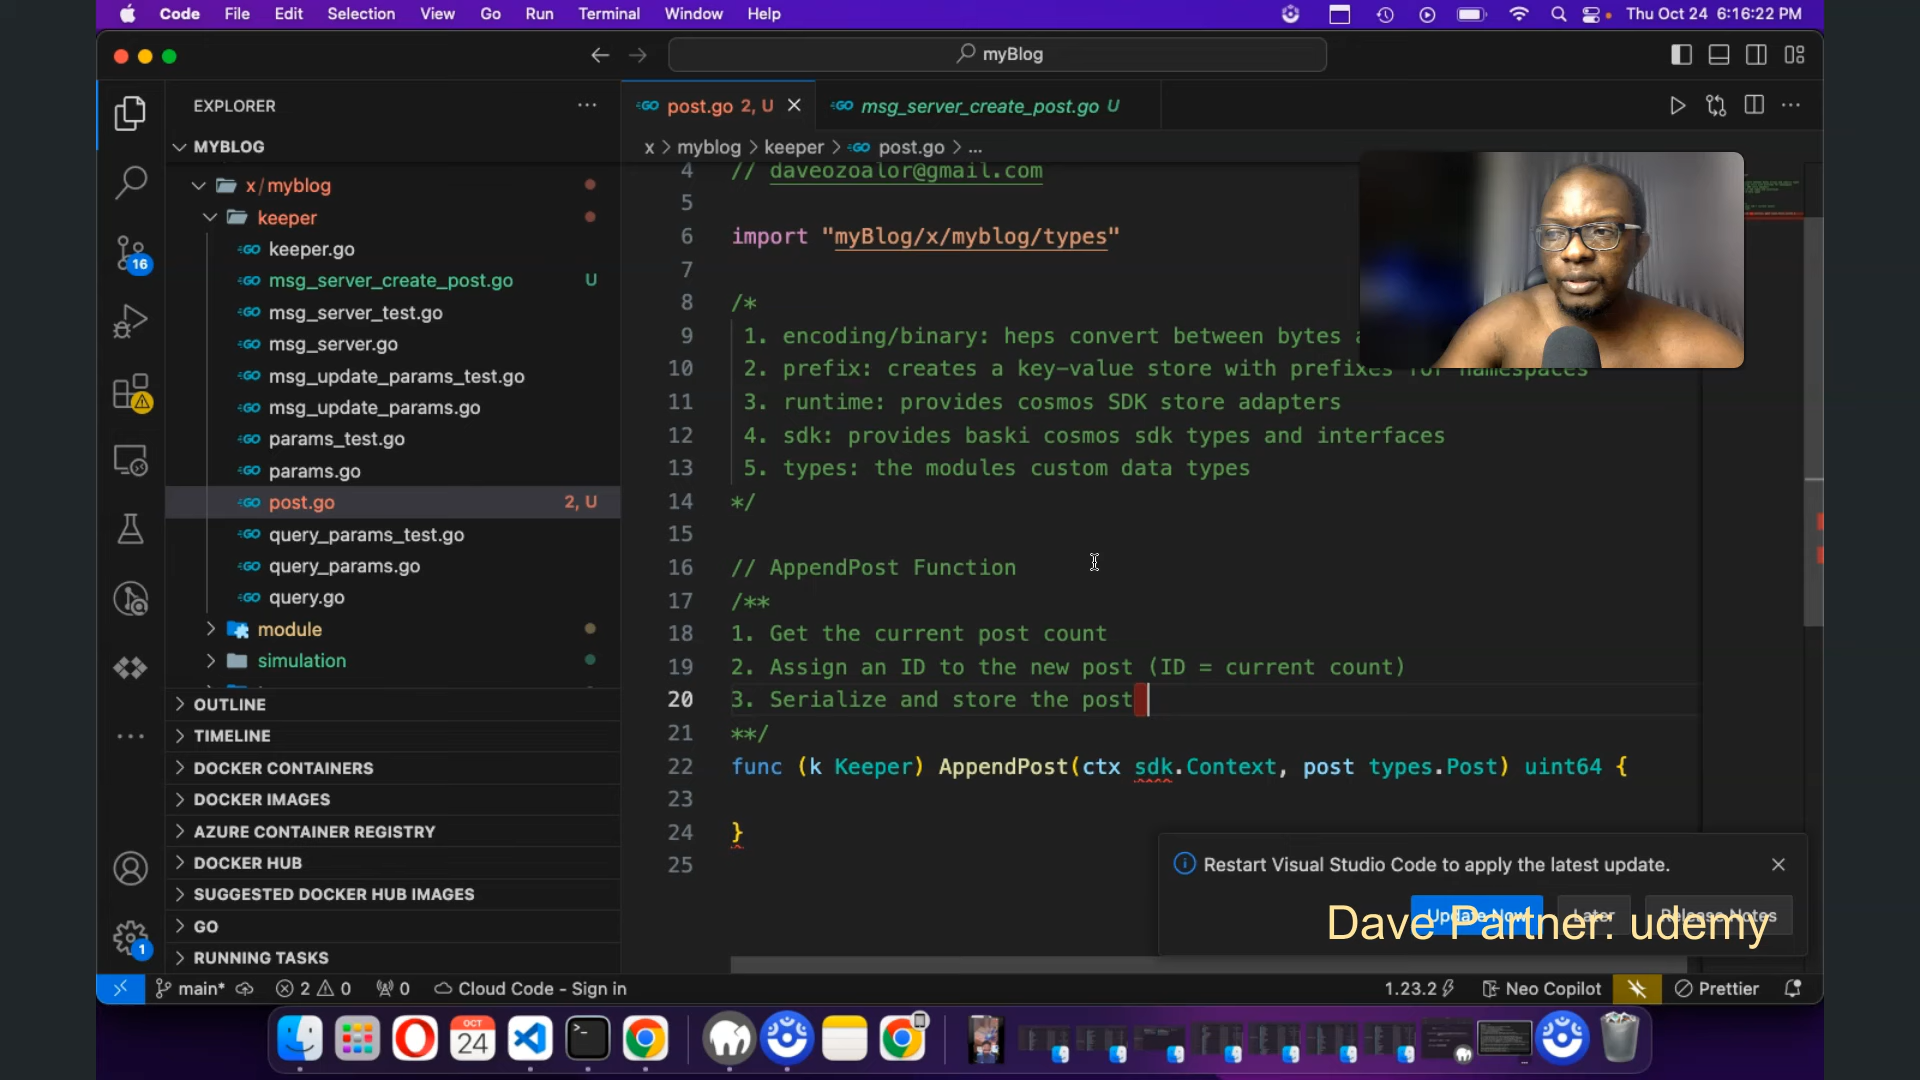 Code File Edit Selection View Go Run Terminal Window Help Thu Oct 24 6:16:22 PM
myBlog
EXPLORER
post.go 2, U
msg_server_create_post.go U
MYBLOG
x > myblog > keeper > post.go > ...
x / myblog
keeper
keeper.go
msg_server_create_post.go U
msg_server_test.go
msg_server.go
msg_update_params_test.go
msg_update_params.go
params_test.go
params.go
post.go 2, U
query_params_test.go
query_params.go
query.go
module
simulation
OUTLINE
TIMELINE
DOCKER CONTAINERS
DOCKER IMAGES
AZURE CONTAINER REGISTRY
DOCKER HUB
SUGGESTED DOCKER HUB IMAGES
GO
RUNNING TASKS
16
1
4 // daveozoalor@gmail.com
5
6 import "myBlog/x/myblog/types"
7
8 /*
9 1. encoding/binary: heps convert between bytes
10 2. prefix: creates a key-value store with prefixes for namespaces
11 3. runtime: provides cosmos SDK store adapters
12 4. sdk: provides baski cosmos sdk types and interfaces
13 5. types: the modules custom data types
14 */
15
16 // AppendPost Function
17 /**
18 1. Get the current post count
19 2. Assign an ID to the new post (ID = current count)
20 3. Serialize and store the post
21 **/
22 func (k Keeper) AppendPost(ctx sdk.Context, post types.Post) uint64 {
23
24 }
25
Restart Visual Studio Code to apply the latest update.
Update Now Later Release Notes
Dave Partner: udemy
main* 2 0 0 Cloud Code - Sign in 1.23.2 Neo Copilot Prettier
OCT
24